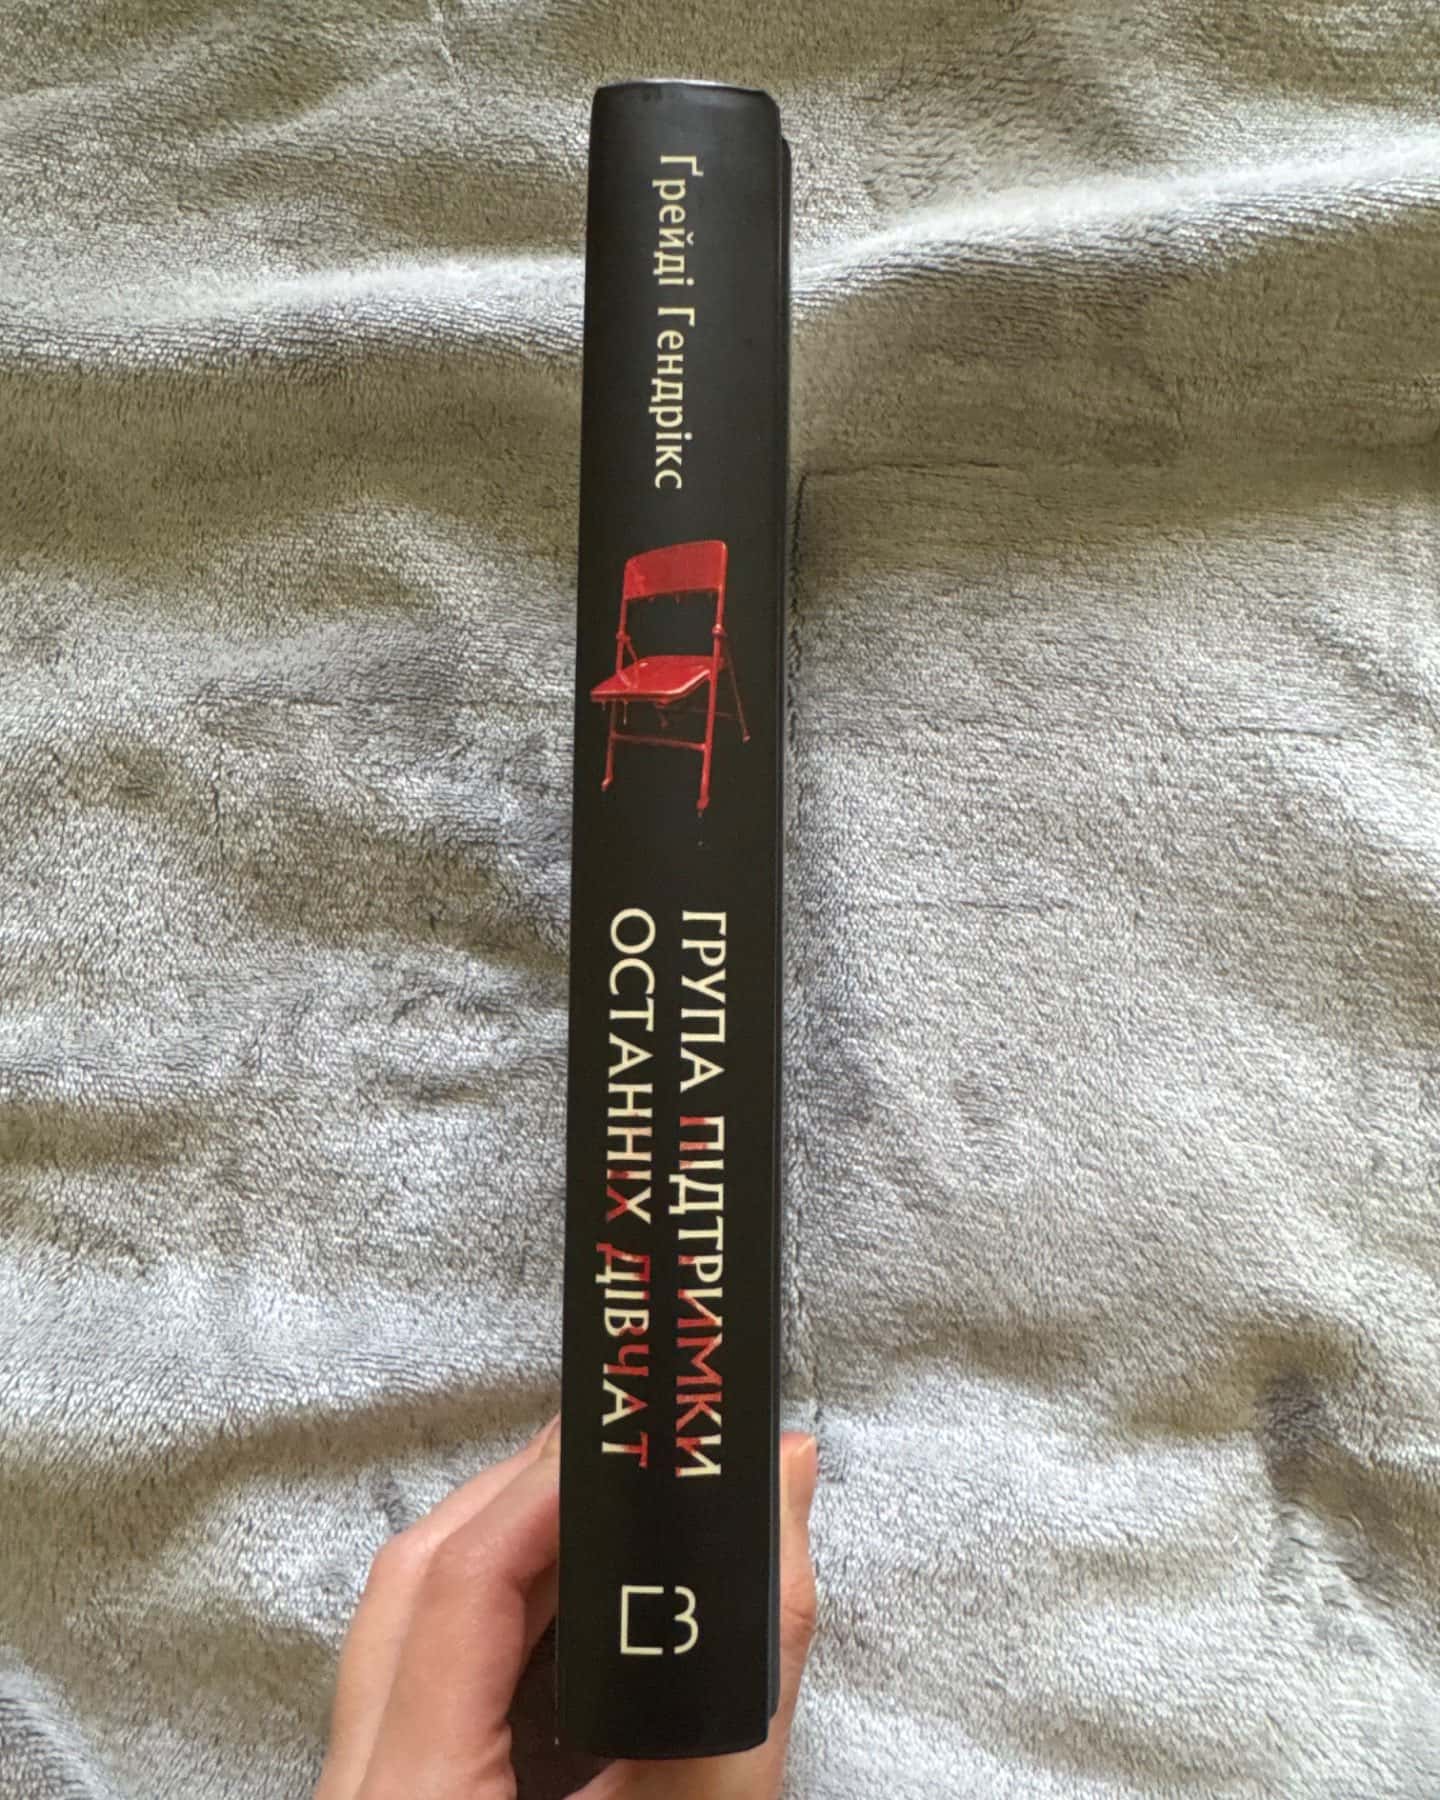 Ґрейді Гендрікс
ГРУПА ПІДТРИМКИ
ОСТАННІХ ДІВЧАТ